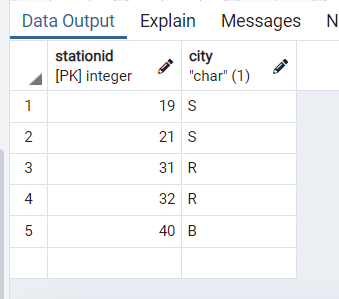 Data Output Explain Messages N
stationid city
[PK] integer "char" (1)
1 19 S
2 21 S
3 31 R
4 32 R
5 40 B